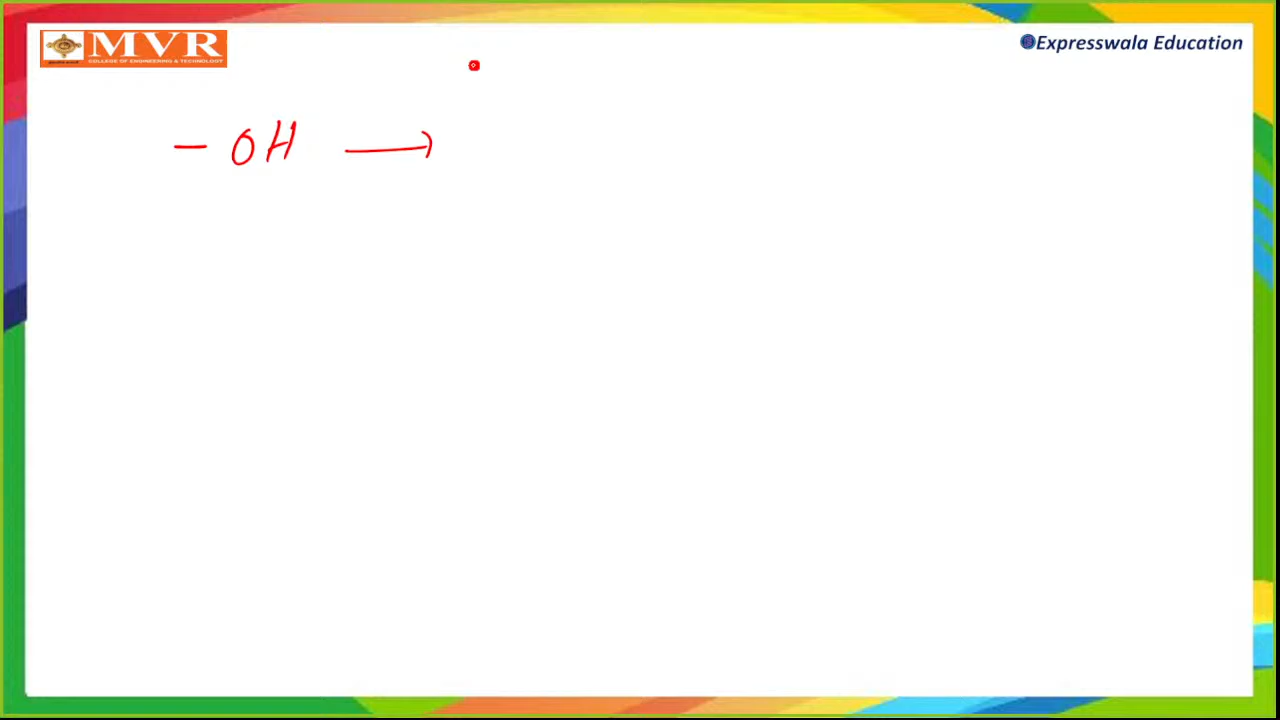 MVR
COLLEGE OF ENGINEERING & TECHNOLOGY
Expresswala Education
- OH →